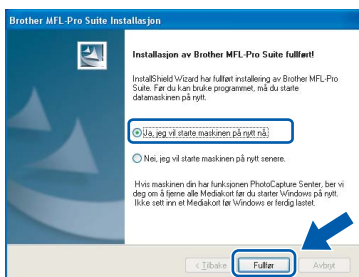 Brother MFL-Pro Suite Installasjon
Installasjon av Brother MFL-Pro Suite fullført!
InstallShield Wizard har fullført installering av Brother MFL-Pro
Suite. Før du kan bruke programmet, må du starte
datamaskinen på nytt.
Ja, jeg vil starte maskinen på nytt nå.
Nei, jeg vil starte maskinen på nytt senere.
Hvis maskinen din har funksjonen PhotoCapture Senter, ber vi
deg om å fjerne alle Mediakort før du starter Windows på nytt.
Ikke sett inn et Mediakort før Windows er ferdig lastet.
< Tilbake Fullfør Avbryt